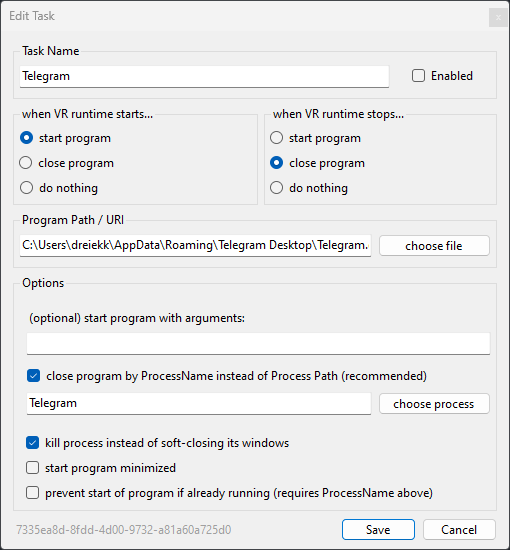 Edit Task
x
Task Name
Telegram
Enabled
when VR runtime starts...
when VR runtime stops...
start program
start program
close program
close program
do nothing
do nothing
Program Path / URI
C:\Users\dreiekk\AppData\Roaming\Telegram Desktop\Telegram.
choose file
Options
(optional) start program with arguments:
close program by ProcessName instead of Process Path (recommended)
Telegram
choose process
kill process instead of soft-closing its windows
start program minimized
prevent start of program if already running (requires ProcessName above)
7335ea8d-8fdd-4d00-9732-a81a60a725d0
Save
Cancel